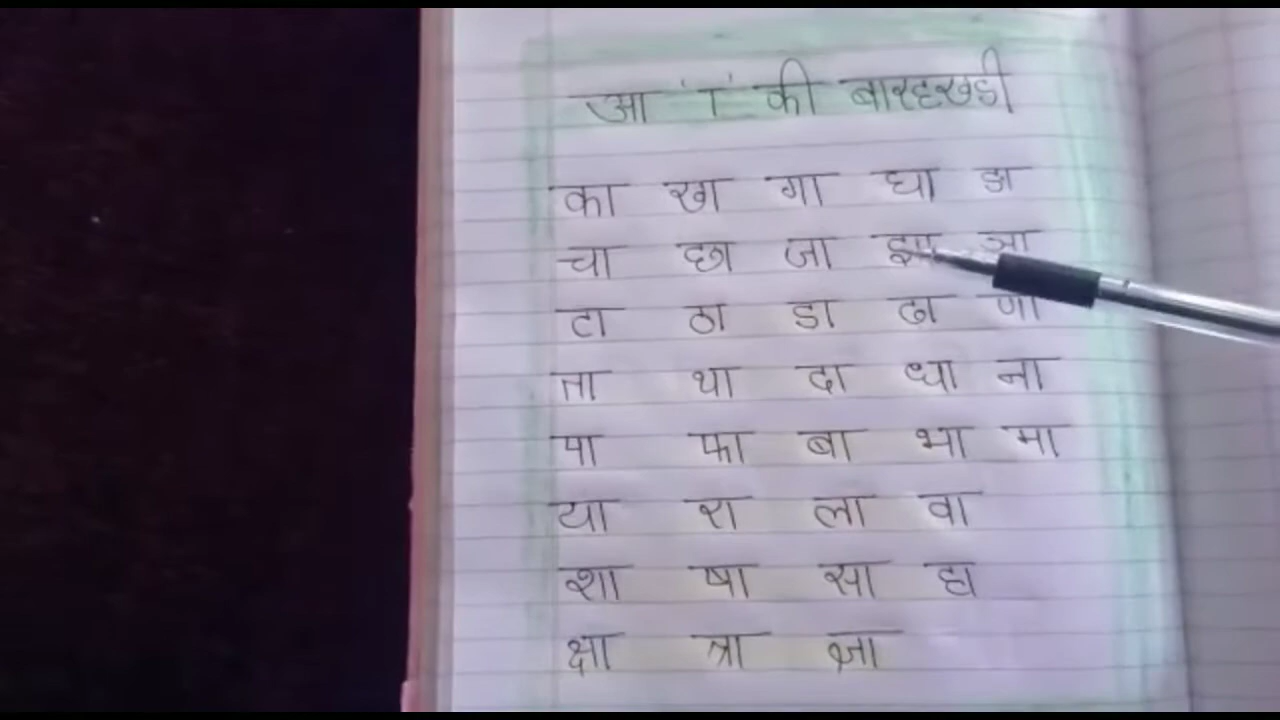 आ 'ा' की बारहखडी
का खा गा घा ङा
चा छा जा झा ञा
टा ठा डा ढा णा
ता था दा धा ना
पा फा बा भा मा
या रा ला वा
शा षा सा हा
क्षा त्रा ज्ञा